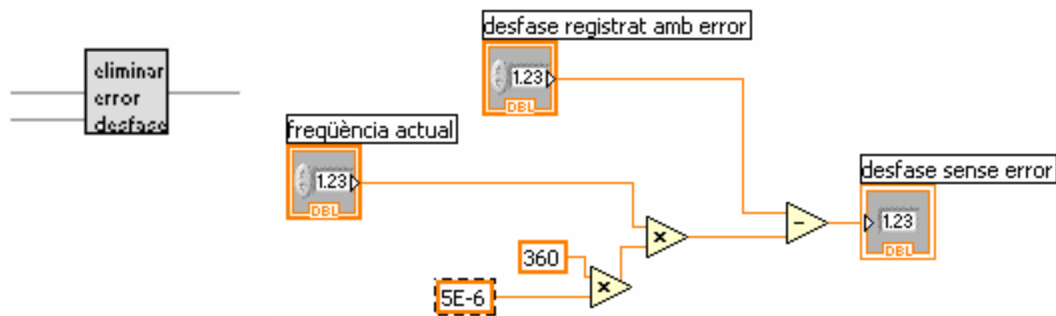 eliminar
error
desfase
desfase registrat amb error
1.23
DBL
freqüència actual
1.23
DBL
desfase sense error
1.23
DBL
x
-
360
x
5E-6